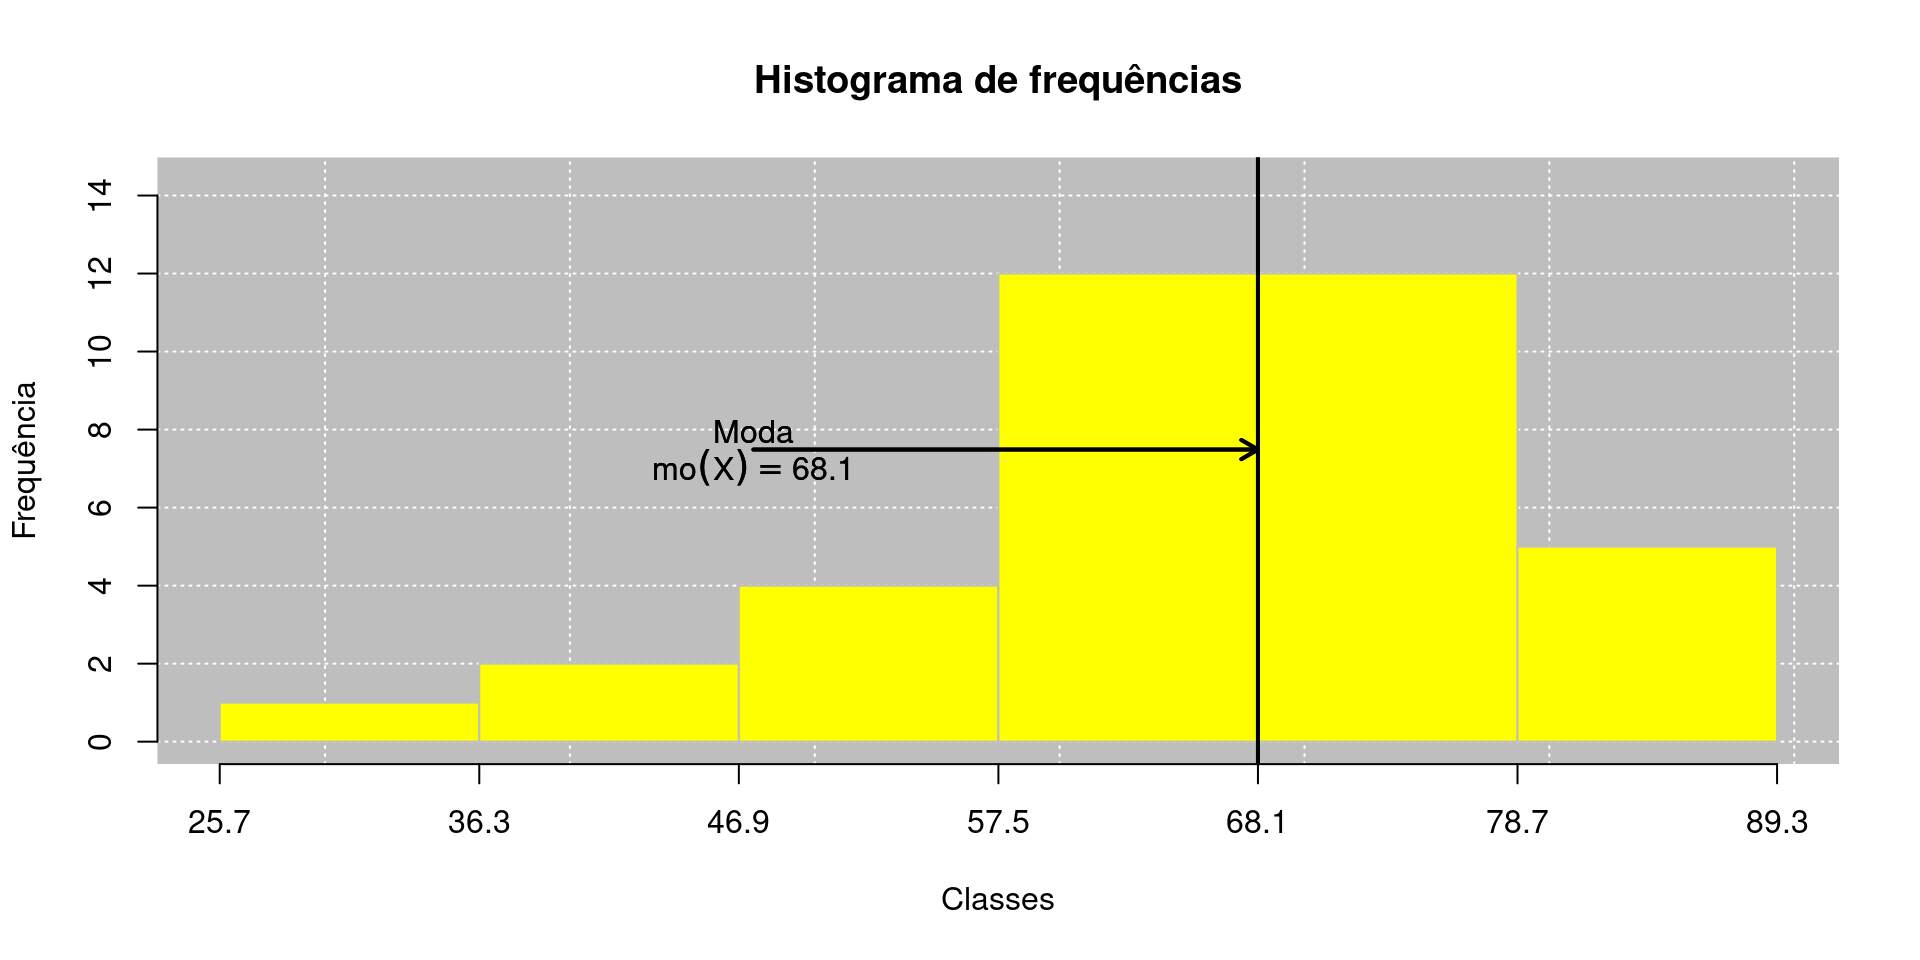 Histograma de frequências
Frequência
14
12
10
8
6
4
2
0
Moda
mo(X) = 68.1
25.7 36.3 46.9 57.5 68.1 78.7 89.3
Classes